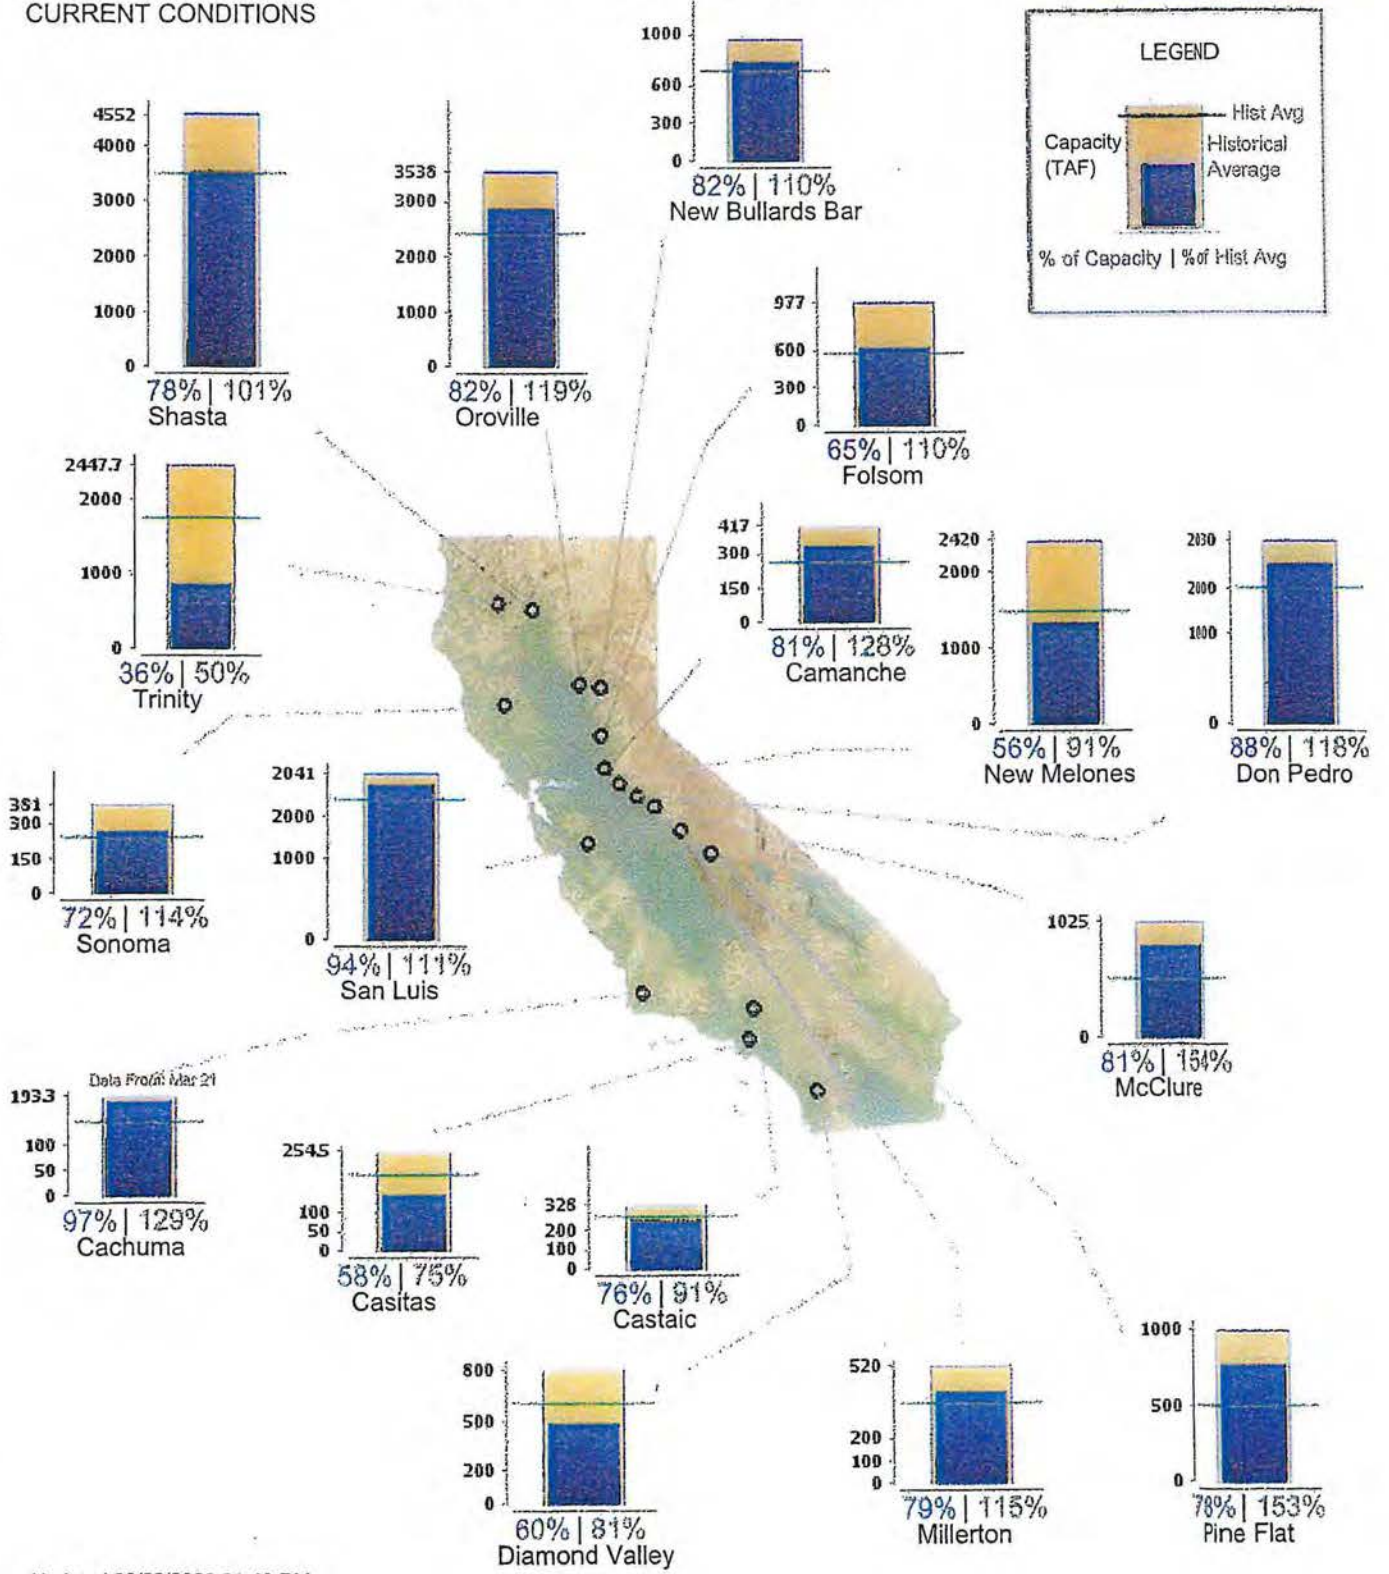 CURRENT CONDITIONS
LEGEND
Hist Avg
Capacity
(TAF)
Historical
Average
% of Capacity | % of Hist Avg
1000
600
300
0
82% | 110%
New Bullards Bar
4552
4000
3000
2000
1000
0
78% | 101%
Shasta
3538
3000
2000
1000
0
82% | 119%
Oroville
977
600
300
0
65% | 110%
Folsom
2447.7
2000
1000
0
36% | 50%
Trinity
417
300
150
0
81% | 128%
Camanche
2420
2000
1000
0
56% | 91%
New Melones
2030
2000
1000
0
88% | 118%
Don Pedro
381
300
150
0
72% | 114%
Sonoma
2041
2000
1000
0
94% | 111%
San Luis
1025
0
81% | 154%
McClure
Data From: Mar 21
193.3
100
50
0
97% | 129%
Cachuma
254.5
100
50
0
58% | 75%
Casitas
328
200
100
0
76% | 91%
Castaic
800
500
200
0
60% | 81%
Diamond Valley
520
200
100
0
79% | 115%
Millerton
1000
500
0
78% | 153%
Pine Flat